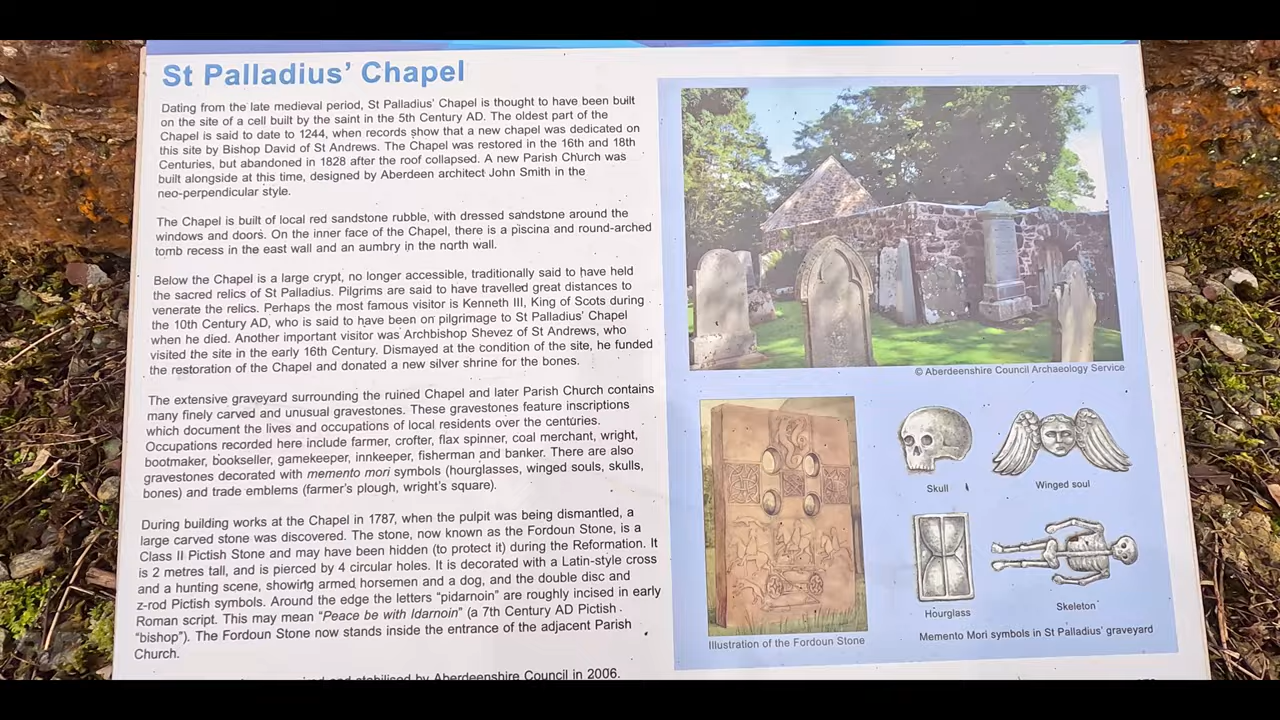 St Palladius' Chapel
Dating from the late medieval period, St Palladius' Chapel is thought to have been built
on the site of a cell built by the saint in the 5th Century AD. The oldest part of the
Chapel is said to date to 1244, when records show that a new chapel was dedicated on
this site by Bishop David of St Andrews. The Chapel was restored in the 16th and 18th
Centuries, but abandoned in 1828 after the roof collapsed. A new Parish Church was
built alongside at this time, designed by Aberdeen architect John Smith in the
neo-perpendicular style.
The Chapel is built of local red sandstone rubble, with dressed sandstone around the
windows and doors. On the inner face of the Chapel, there is a piscina and round-arched
tomb recess in the east wall and an aumbry in the north wall.
Below the Chapel is a large crypt, no longer accessible, traditionally said to have held
the sacred relics of St Palladius. Pilgrims are said to have travelled great distances to
venerate the relics. Perhaps the most famous visitor is Kenneth III, King of Scots during
the 10th Century AD, who is said to have been on pilgrimage to St Palladius' Chapel
when he died. Another important visitor was Archbishop Shevez of St Andrews, who
visited the site in the early 16th Century. Dismayed at the condition of the site, he funded
the restoration of the Chapel and donated a new silver shrine for the bones.
The extensive graveyard surrounding the ruined Chapel and later Parish Church contains
many finely carved and unusual gravestones. These gravestones feature inscriptions
which document the lives and occupations of local residents over the centuries.
Occupations recorded here include farmer, crofter, flax spinner, coal merchant, wright,
bootmaker, bookseller, gamekeeper, innkeeper, fisherman and banker. There are also
gravestones decorated with memento mori symbols (hourglasses, winged souls, skulls,
bones) and trade emblems (farmer's plough, wright's square).
During building works at the Chapel in 1787, when the pulpit was being dismantled, a
large carved stone was discovered. The stone, now known as the Fordoun Stone, is a
Class II Pictish Stone and may have been hidden (to protect it) during the Reformation. It
is 2 metres tall, and is pierced by 4 circular holes. It is decorated with a Latin-style cross
and a hunting scene, showing armed horsemen and a dog, and the double disc and
z-rod Pictish symbols. Around the edge the letters "pidarnoin" are roughly incised in early
Roman script. This may mean "Peace be with Idarnoin" (a 7th Century AD Pictish
"bishop"). The Fordoun Stone now stands inside the entrance of the adjacent Parish
Church.
and stabilised by Aberdeenshire Council in 2006.
© Aberdeenshire Council Archaeology Service
Illustration of the Fordoun Stone
Skull
Winged soul
Hourglass
Skeleton
Memento Mori symbols in St Palladius' graveyard